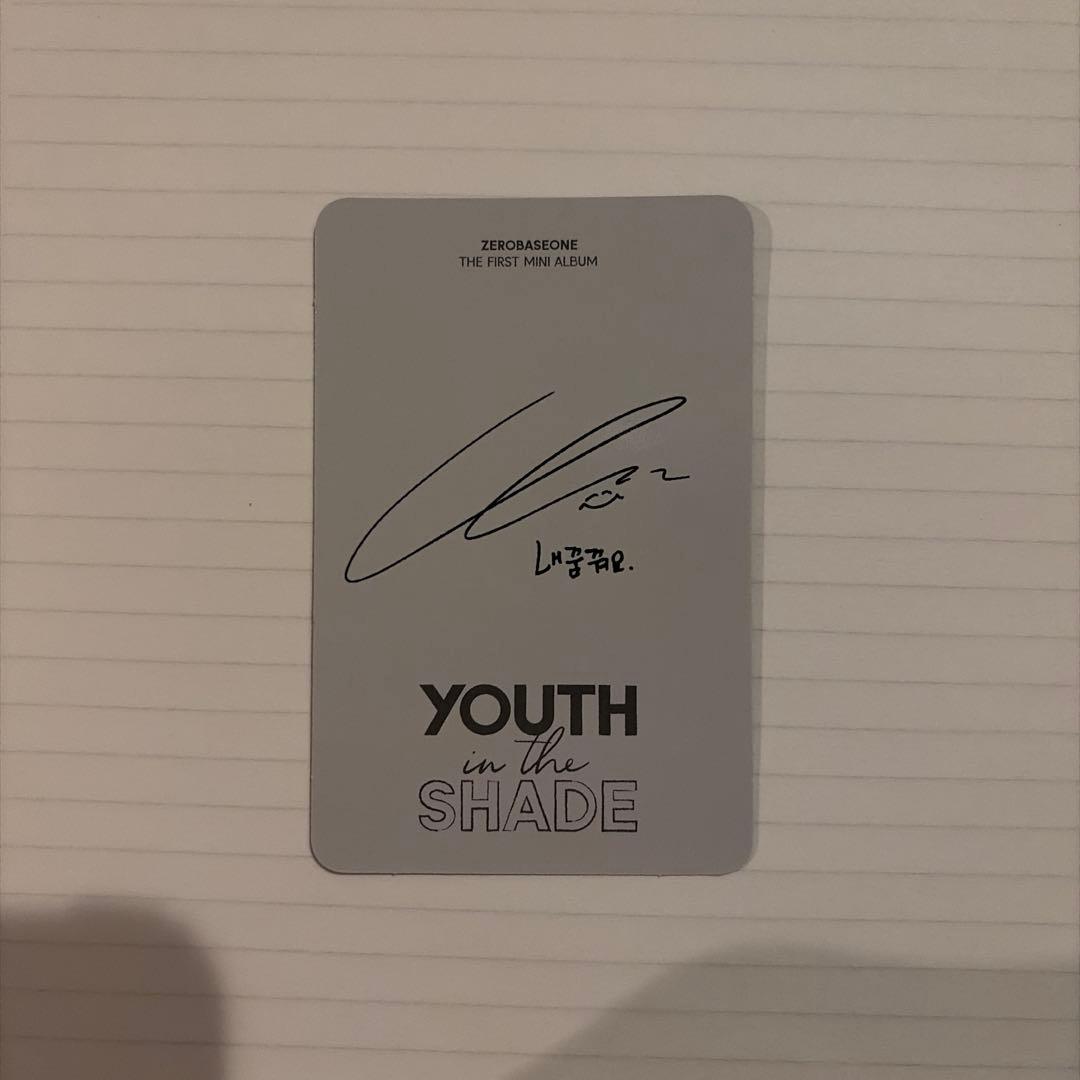 ZEROBASEONE
THE FIRST MINI ALBUM
내꿈꿔요.
YOUTH
in the
SHADE